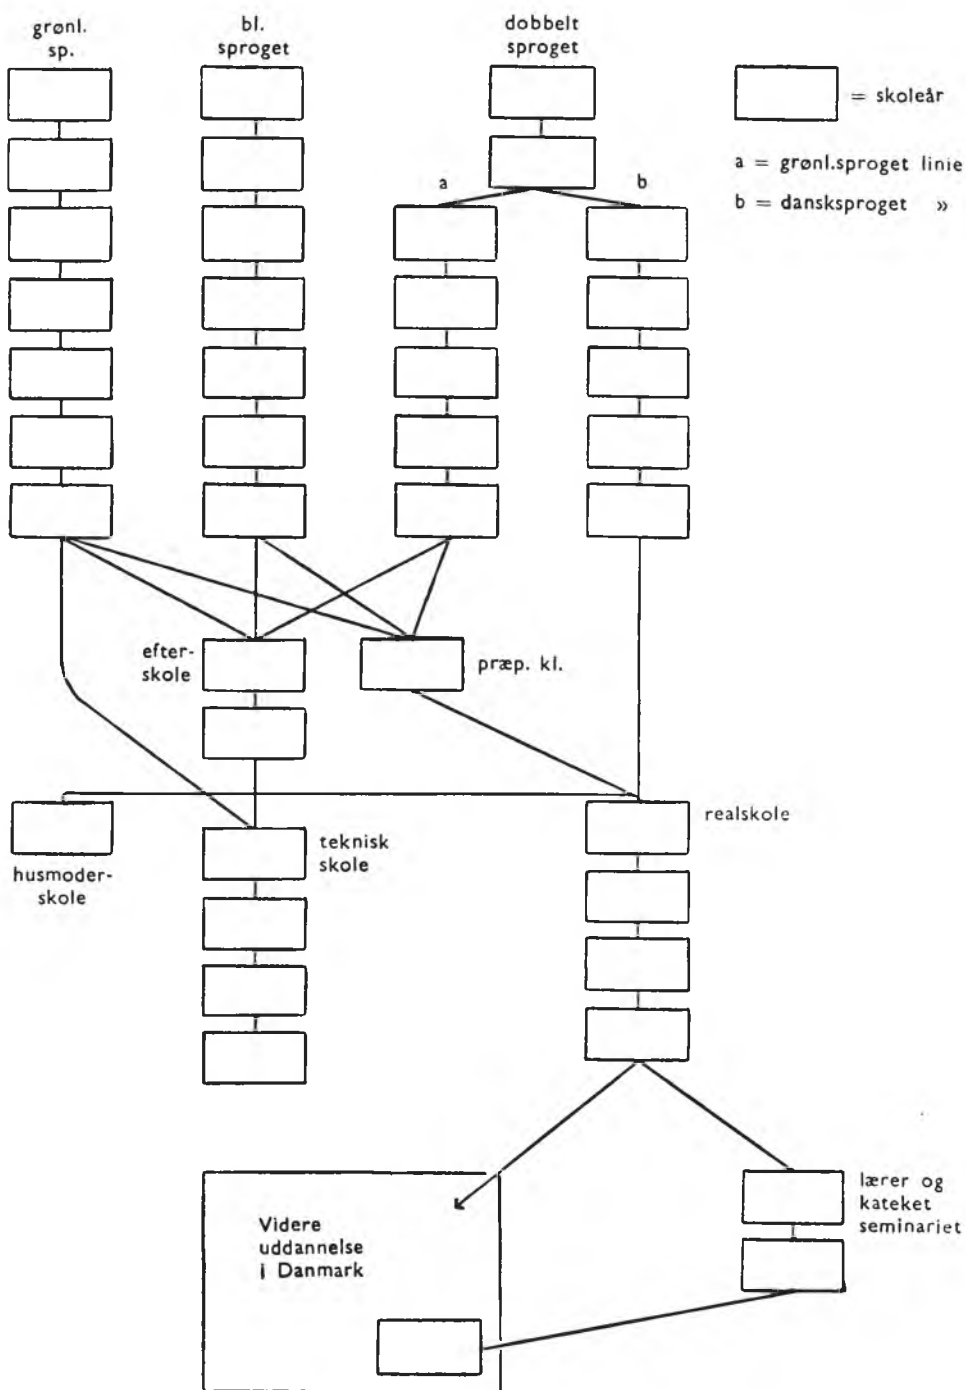 grønl.
sp.
bl.
sproget
dobbelt
sproget
= skoleår
a = grønl.sproget linie
b = dansksproget »
a
b
efter-
skole
præp. kl.
realskole
husmoder-
skole
teknisk
skole
Videre
uddannelse
i Danmark
lærer og
kateket
seminariet